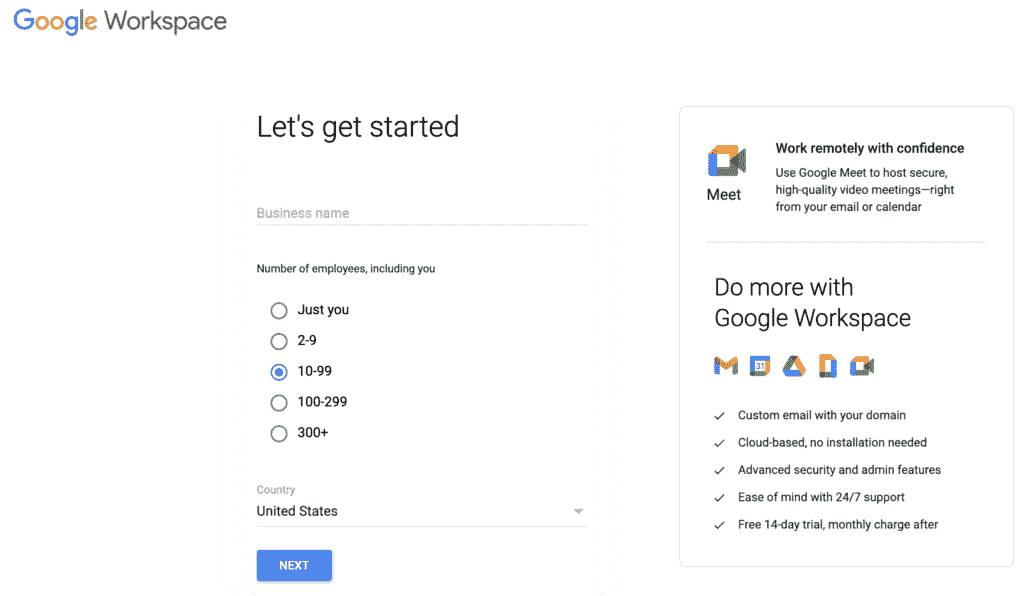 Google Workspace
Let's get started
Business name
Number of employees, including you
Just you
2-9
10-99
100-299
300+
Country
United States
NEXT
Meet
Work remotely with confidence
Use Google Meet to host secure,
high-quality video meetings—right
from your email or calendar
Do more with
Google Workspace
31
Custom email with your domain
Cloud-based, no installation needed
Advanced security and admin features
Ease of mind with 24/7 support
Free 14-day trial, monthly charge after